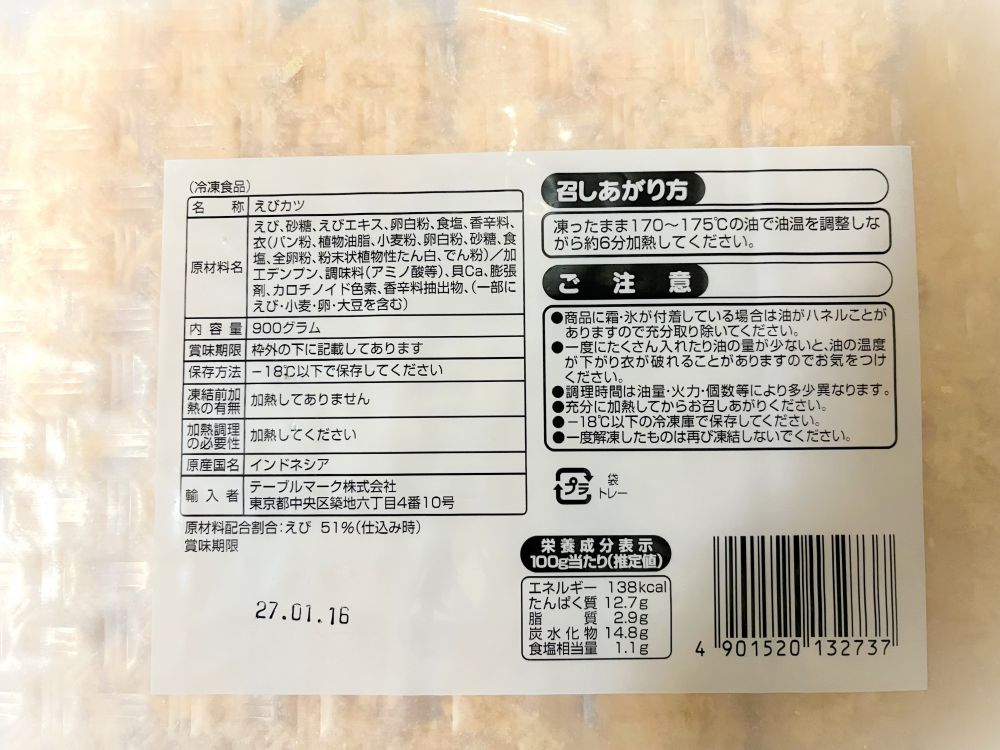 (冷凍食品)
名 称 えびカツ
原材料名 えび、砂糖、えびエキス、卵白粉、食塩、香辛料、
衣(パン粉、植物油脂、小麦粉、卵白粉、砂糖、食
塩、全卵粉、粉末状植物性たん白、でん粉)／加
工デンプン、調味料(アミノ酸等)、貝Ca、膨張
剤、カロチノイド色素、香辛料抽出物、(一部に
えび・小麦・卵・大豆を含む)
内容量 900グラム
賞味期限 枠外の下に記載してあります
保存方法 −18℃以下で保存してください
凍結前加
熱の有無 加熱してありません
加熱調理
の必要性 加熱してください
原産国名 インドネシア
輸入者 テーブルマーク株式会社
東京都中央区築地六丁目4番10号
原材料配合割合:えび 51%(仕込み時)
賞味期限
27.01.16
召しあがり方
凍ったまま170〜175℃の油で油温を調整しな
がら約6分加熱してください。
ご注意
●商品に霜・氷が付着している場合は油がハネルことが
ありますので充分取り除いてください。
●一度にたくさん入れたり油の量が少ないと、油の温度
が下がり衣が破れることがありますのでお気をつけ
ください。
●調理時間は油量・火力・個数等により多少異なります。
●充分に加熱してからお召しあがりください。
●−18℃以下の冷凍庫で保存してください。
●一度解凍したものは再び凍結しないでください。
プラ
袋
トレー
栄養成分表示
100g当たり(推定値)
エネルギー 138kcal
たんぱく質 12.7g
脂 質 2.9g
炭水化物 14.8g
食塩相当量 1.1g
4 901520 132737